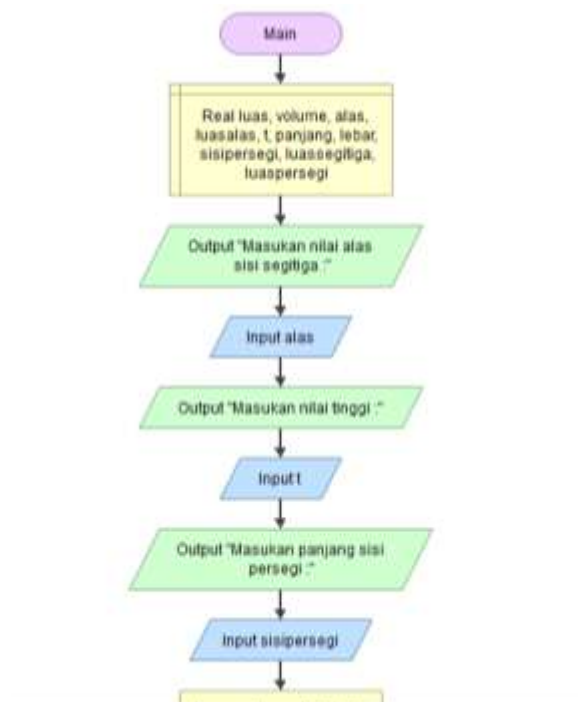 Main
Real luas, volume, alas,
luasalas, t, panjang, lebar,
sisipersegi, luassegitiga,
luaspersegi
Output "Masukan nilai alas
sisi segitiga :"
Input alas
Output "Masukan nilai tinggi :"
Input t
Output "Masukan panjang sisi
persegi :"
Input sisipersegi